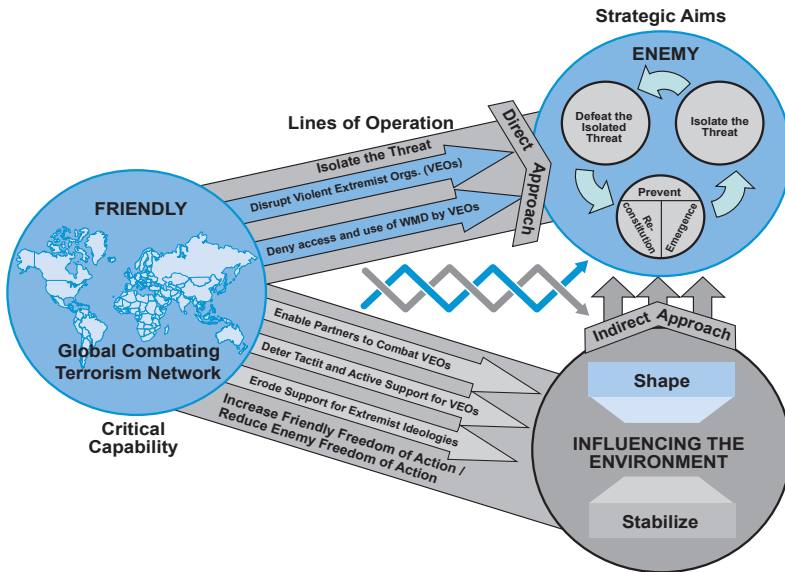 Strategic Aims
ENEMY
Defeat the
Isolated
Threat
Isolate the
Threat
Prevent
Re-
constitution
Emergence
Lines of Operation
Isolate the Threat
Disrupt Violent Extremist Orgs. (VEOs)
Deny access and use of WMD by VEOs
Direct Approach
FRIENDLY
Global Combating
Terrorism Network
Critical
Capability
Enable Partners to Combat VEOs
Deter Tactit and Active Support for VEOs
Erode Support for Extremist Ideologies
Increase Friendly Freedom of Action /
Reduce Enemy Freedom of Action
Indirect Approach
Shape
INFLUENCING THE
ENVIRONMENT
Stabilize